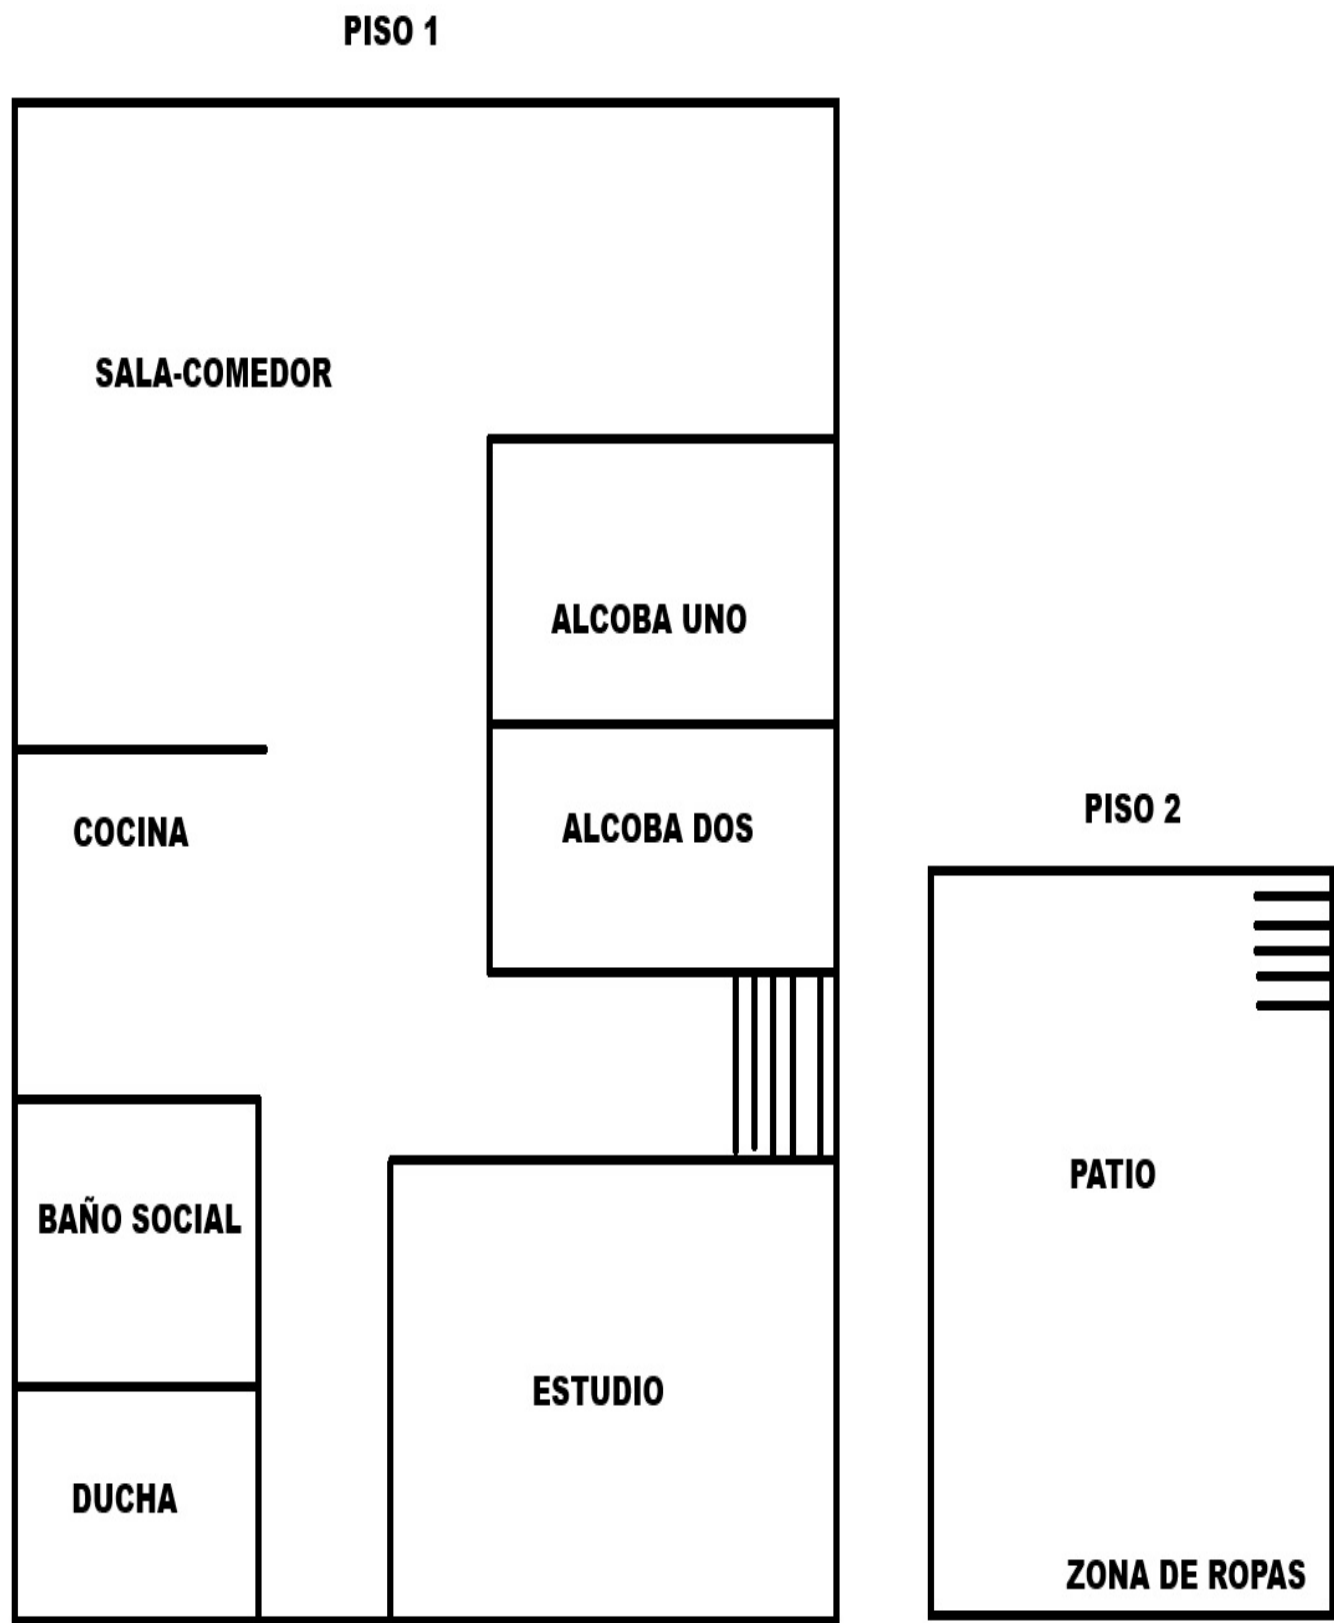 PISO 1
SALA-COMEDOR
ALCOBA UNO
COCINA
ALCOBA DOS
BAÑO SOCIAL
ESTUDIO
DUCHA
PISO 2
PATIO
ZONA DE ROPAS